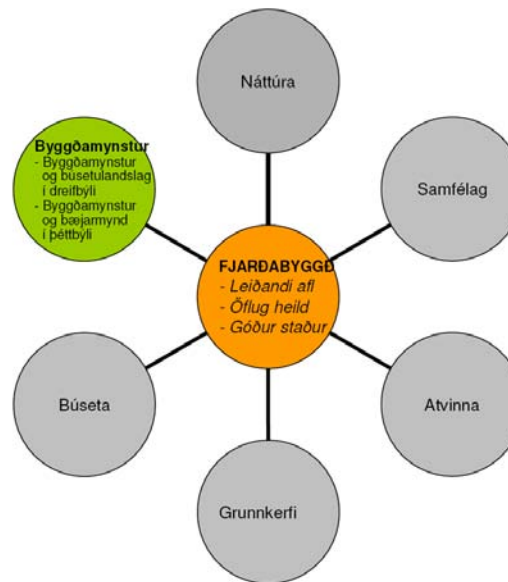 Náttúra
Byggðamynstur
- Byggðamynstur
og búsetulandslag
í dreifbýli
- Byggðamynstur
og bæjarmynd
í þéttbýli
Samfélag
FJARÐABYGGÐ
- Leiðandi afl
- Öflug heild
- Góður staður
Búseta
Atvinna
Grunnkerfi